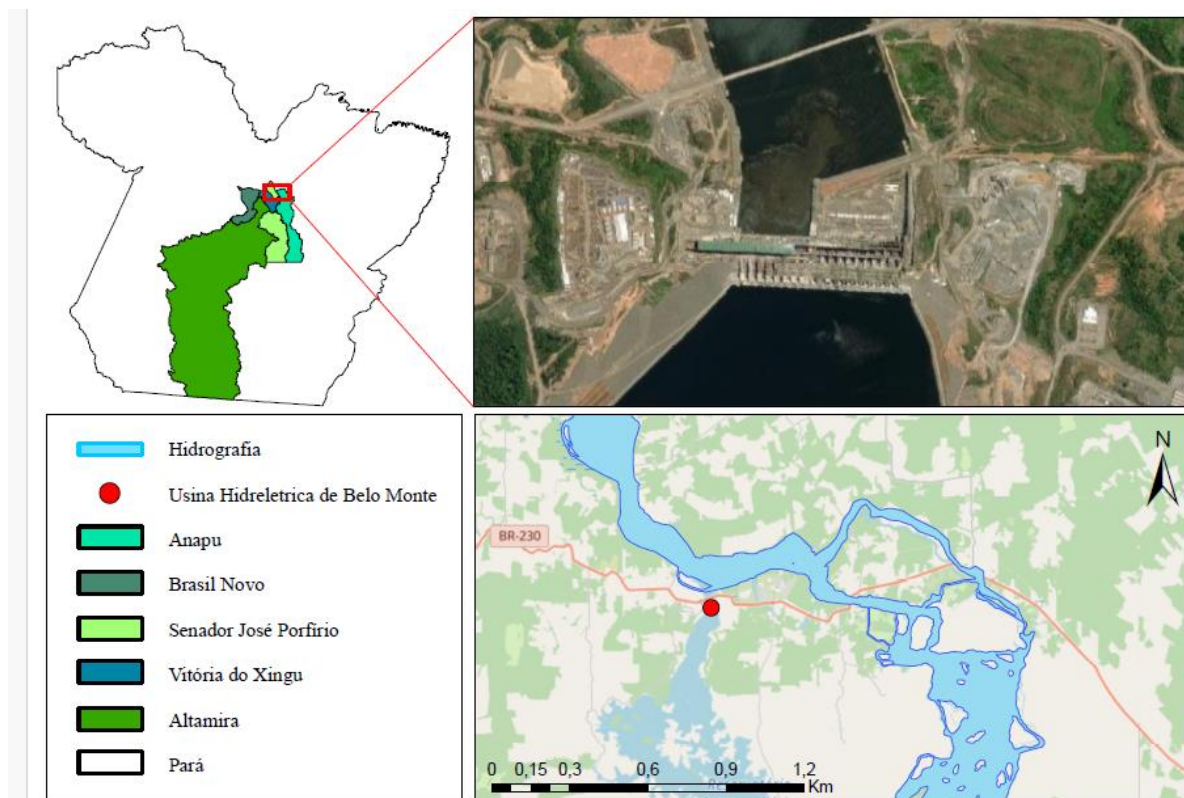 Hidrografia
Usina Hidreletrica de Belo Monte
Anapu
Brasil Novo
Senador José Porfírio
Vitória do Xingu
Altamira
Pará
N
BR-230
0 0,15 0,3 0,6 0,9 1,2
Km